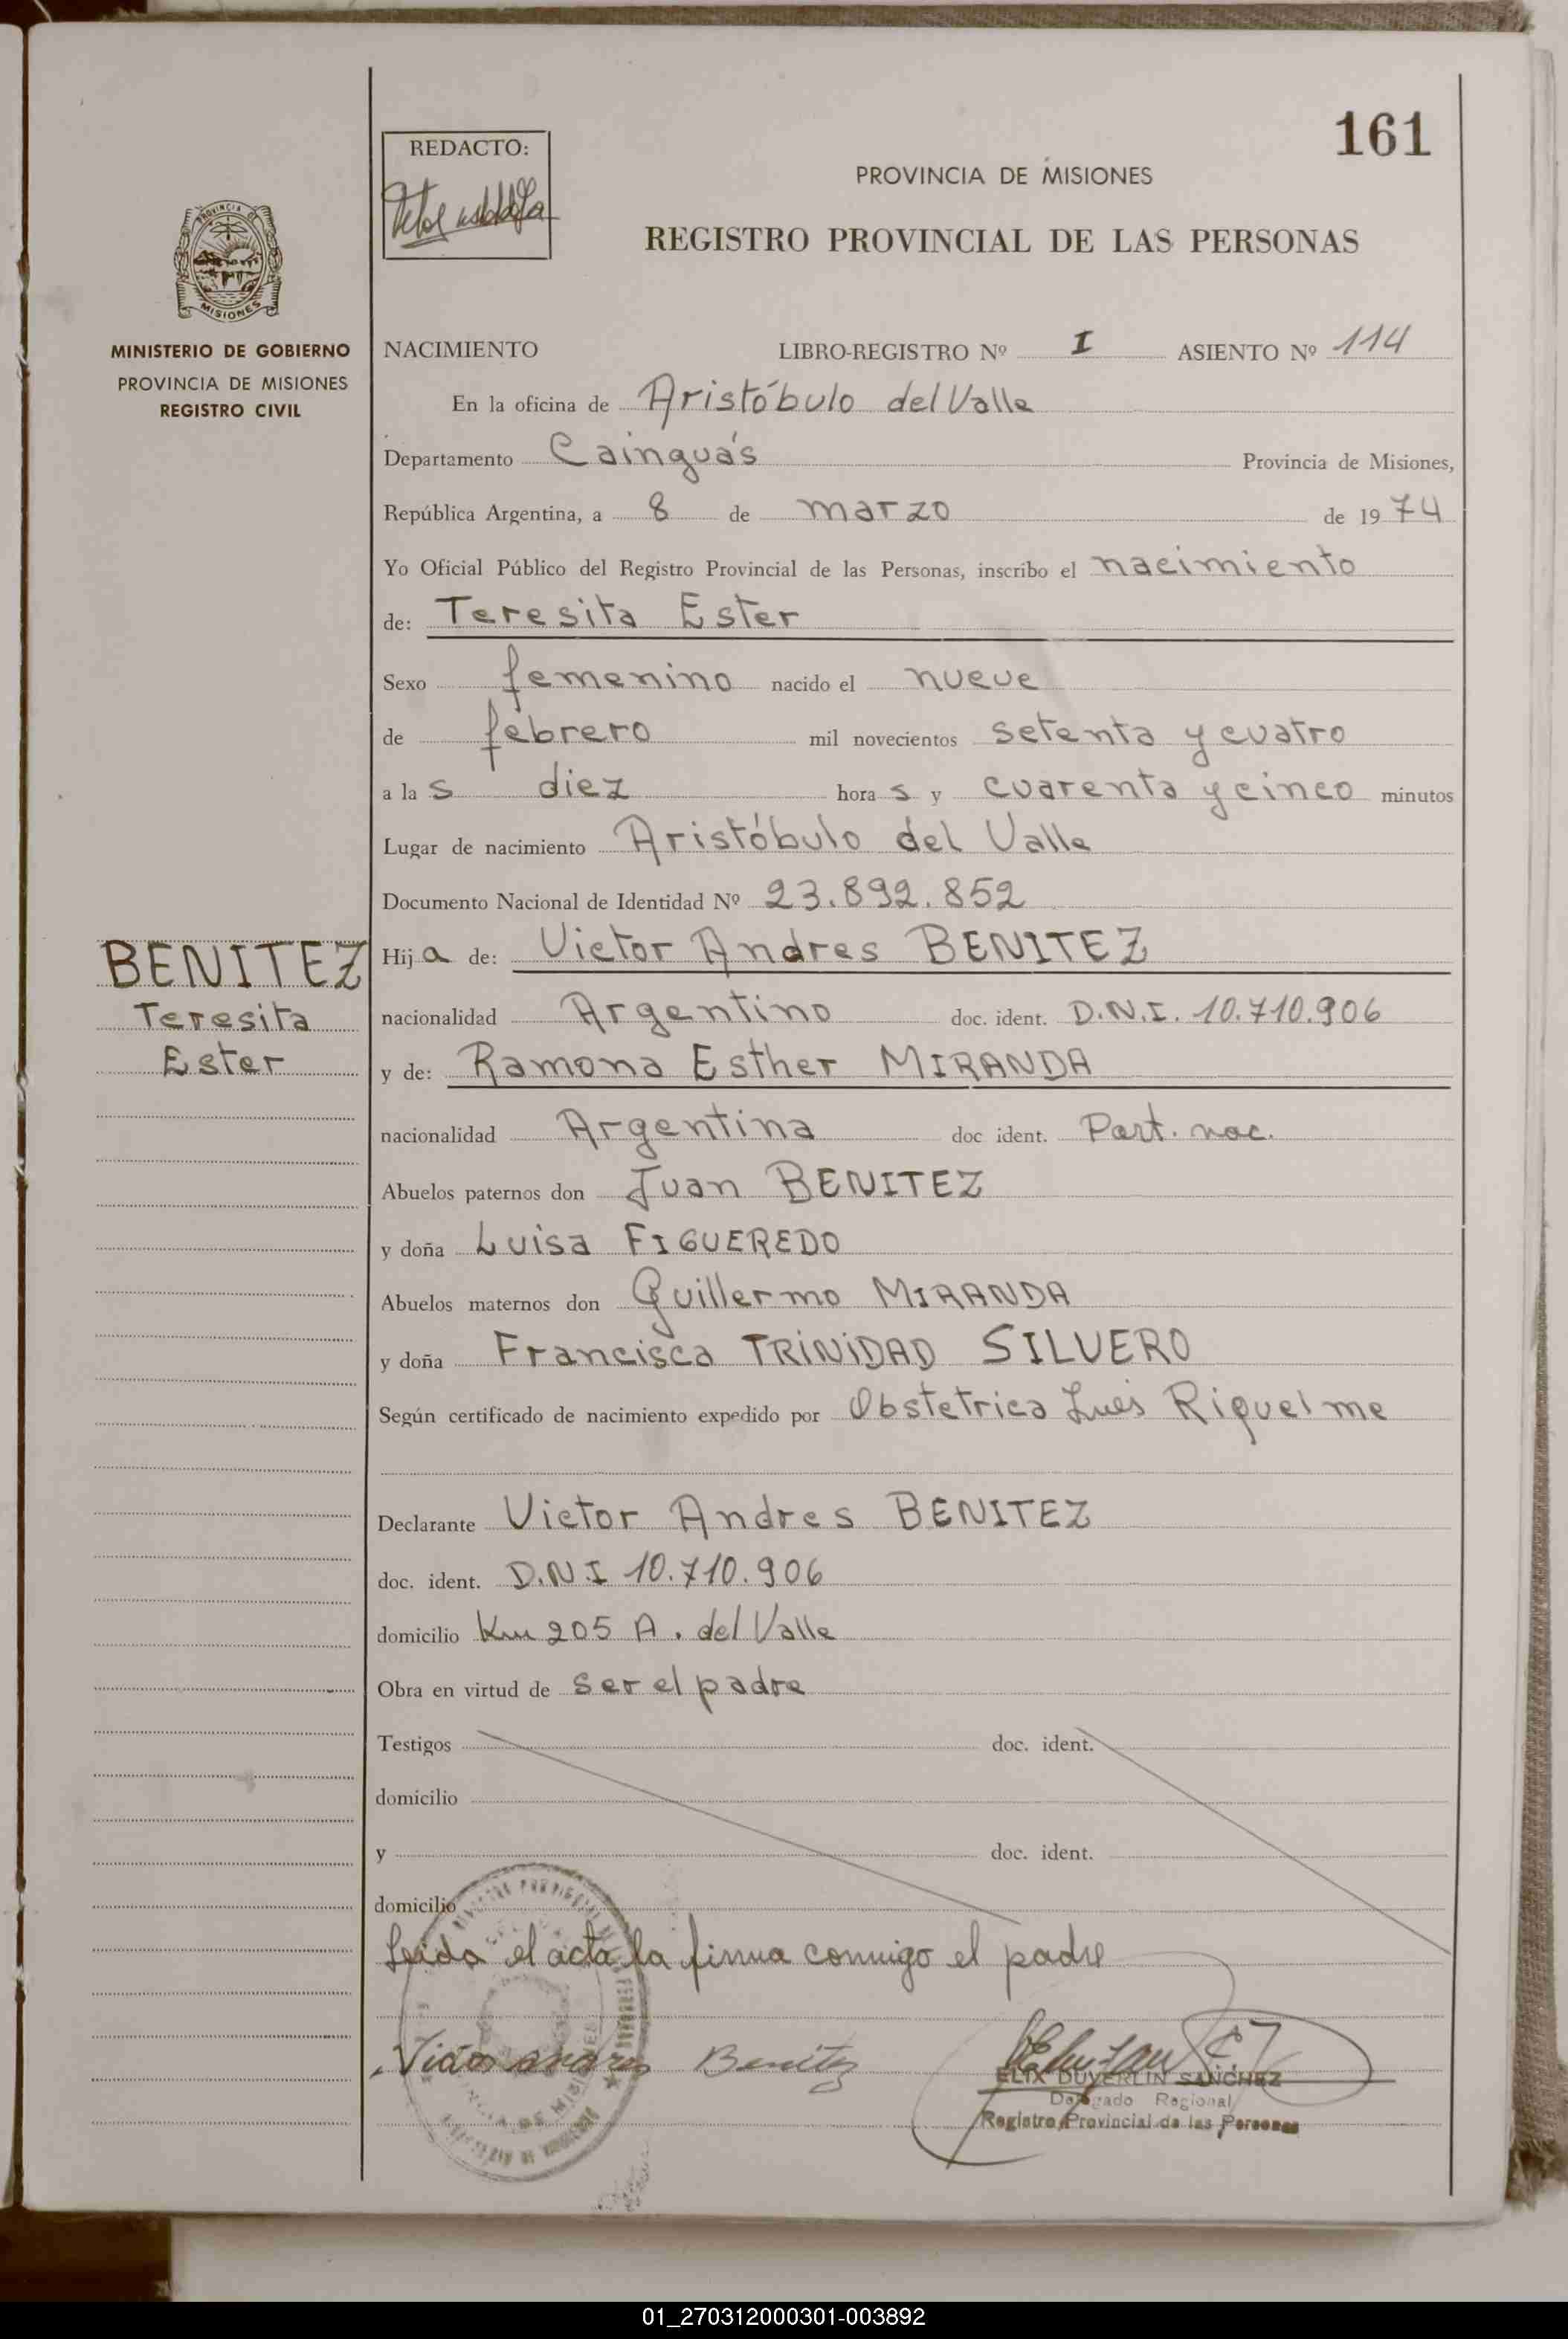 161
REDACTO:
PROVINCIA DE MISIONES
REGISTRO PROVINCIAL DE LAS PERSONAS
PROVINCIA DE
MISIONES
MINISTERIO DE GOBIERNO
PROVINCIA DE MISIONES
REGISTRO CIVIL
NACIMIENTO LIBRO-REGISTRO Nº I ASIENTO Nº 114
En la oficina de Aristóbulo del Valle
Departamento Cainguás Provincia de Misiones,
República Argentina, a 8 de marzo de 1974
Yo Oficial Público del Registro Provincial de las Personas, inscribo el nacimiento
de: Teresita Ester
Sexo femenino nacido el nueve
de febrero mil novecientos setenta y cuatro
a las diez horas y cuarenta y cinco minutos
Lugar de nacimiento Aristóbulo del Valle
Documento Nacional de Identidad Nº 23.892.852
BENITEZ
Teresita
Ester
Hija de: Victor Andres BENITEZ
nacionalidad Argentino doc. ident. D.N.I. 10.710.906
y de: Ramona Esther MIRANDA
nacionalidad Argentina doc ident. Part. nac.
Abuelos paternos don Juan BENITEZ
y doña Luisa FIGUEREDO
Abuelos maternos don Guillermo MIRANDA
y doña Francisca TRINIDAD SILVERO
Según certificado de nacimiento expedido por Obstetrica Riquelme
Declarante Victor Andres BENITEZ
doc. ident. D.N.I 10.710.906
domicilio Km 205 A. del Valle
Obra en virtud de ser el padre
Testigos doc. ident.
domicilio
y doc. ident.
domicilio
Leida el acta la firma conmigo el padre
Victor andres Benitez
ELIX DUVERLIN SANCHEZ
Delegado Regional
Registro Provincial de las Personas
01_270312000301-003892